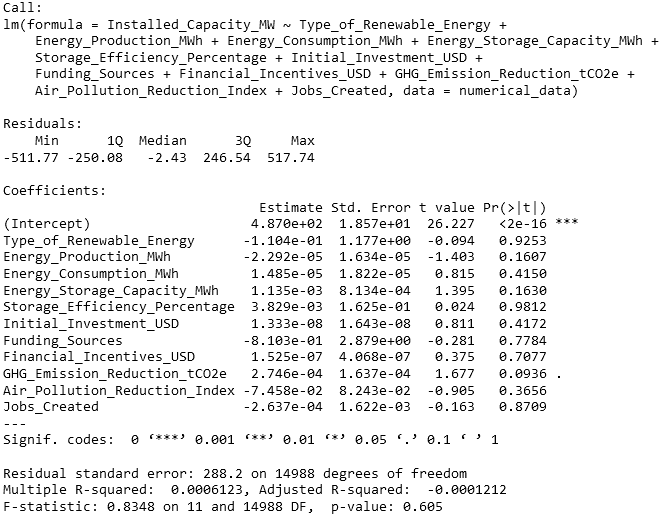 Call:
lm(formula = Installed_Capacity_MW ~ Type_of_Renewable_Energy +
    Energy_Production_MWh + Energy_Consumption_MWh + Energy_Storage_Capacity_MWh +
    Storage_Efficiency_Percentage + Initial_Investment_USD +
    Funding_Sources + Financial_Incentives_USD + GHG_Emission_Reduction_tCO2e +
    Air_Pollution_Reduction_Index + Jobs_Created, data = numerical_data)

Residuals:
    Min      1Q  Median      3Q     Max
-511.77 -250.08   -2.43  246.54  517.74

Coefficients:
                                Estimate Std. Error t value Pr(>|t|)
(Intercept)                    4.870e+02  1.857e+01  26.227   <2e-16 ***
Type_of_Renewable_Energy      -1.104e-01  1.177e+00  -0.094   0.9253
Energy_Production_MWh         -2.292e-05  1.634e-05  -1.403   0.1607
Energy_Consumption_MWh         1.485e-05  1.822e-05   0.815   0.4150
Energy_Storage_Capacity_MWh    1.135e-03  8.134e-04   1.395   0.1630
Storage_Efficiency_Percentage  3.829e-03  1.625e-01   0.024   0.9812
Initial_Investment_USD         1.333e-08  1.643e-08   0.811   0.4172
Funding_Sources               -8.103e-01  2.879e+00  -0.281   0.7784
Financial_Incentives_USD       1.525e-07  4.068e-07   0.375   0.7077
GHG_Emission_Reduction_tCO2e   2.746e-04  1.637e-04   1.677   0.0936 .
Air_Pollution_Reduction_Index -7.458e-02  8.243e-02  -0.905   0.3656
Jobs_Created                  -2.637e-04  1.622e-03  -0.163   0.8709
---
Signif. codes:  0 ‘***’ 0.001 ‘**’ 0.01 ‘*’ 0.05 ‘.’ 0.1 ‘ ’ 1

Residual standard error: 288.2 on 14988 degrees of freedom
Multiple R-squared:  0.0006123, Adjusted R-squared:  -0.0001212
F-statistic: 0.8348 on 11 and 14988 DF,  p-value: 0.605